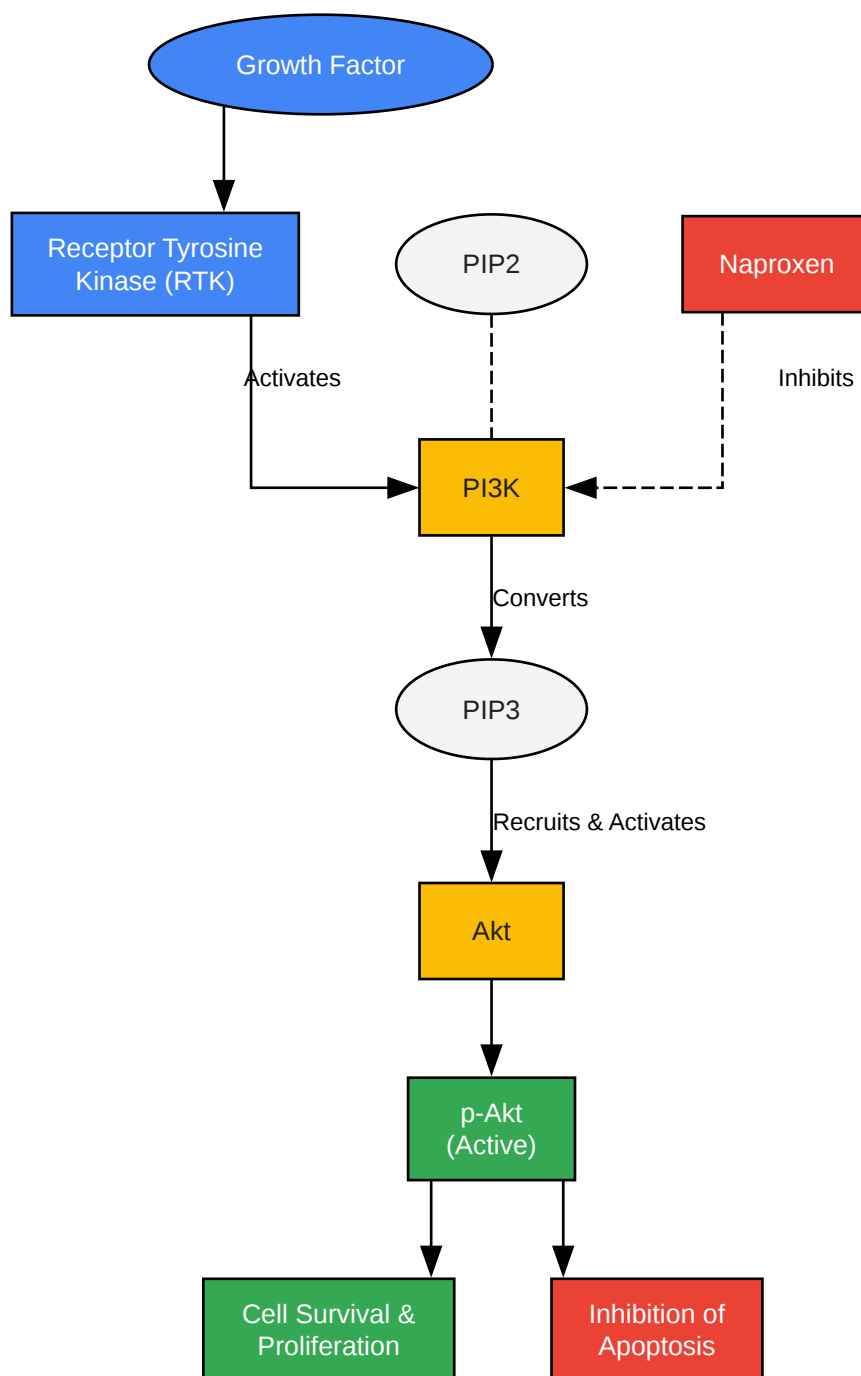 Growth Factor
Receptor Tyrosine
Kinase (RTK)
PIP2
Naproxen
Activates
Inhibits
PI3K
Converts
PIP3
Recruits & Activates
Akt
p-Akt
(Active)
Cell Survival &
Proliferation
Inhibition of
Apoptosis